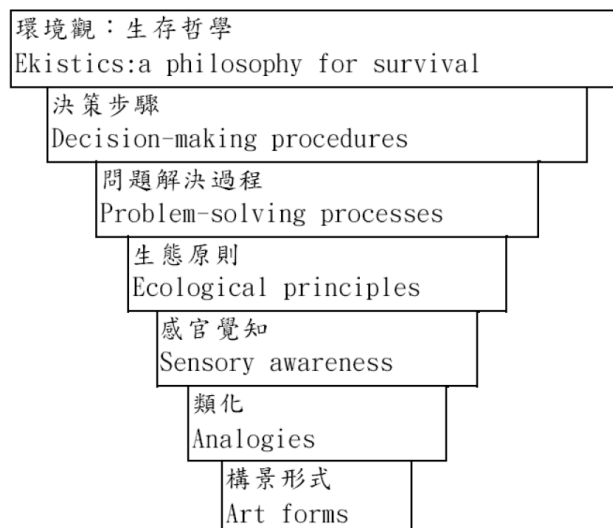 環境觀：生存哲學
Ekistics:a philosophy for survival
決策步驟
Decision-making procedures
問題解決過程
Problem-solving processes
生態原則
Ecological principles
感官覺知
Sensory awareness
類化
Analogies
構景形式
Art forms